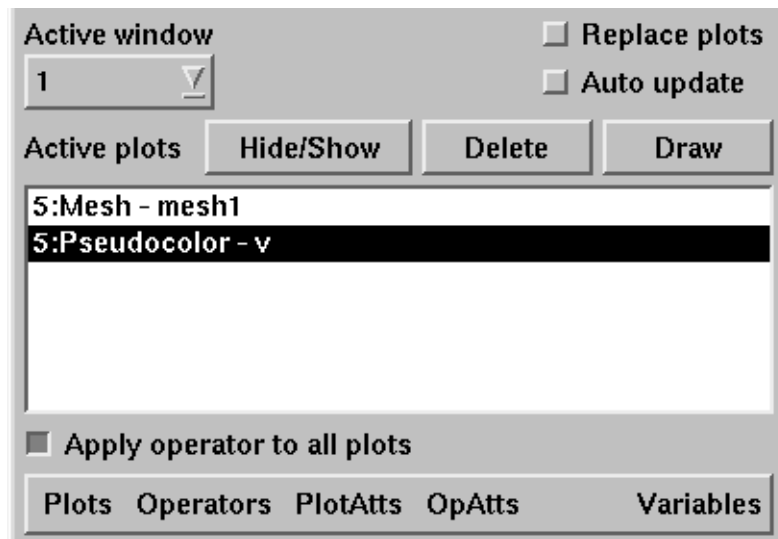 Active window
Replace plots
1
Auto update
Active plots Hide/Show Delete Draw
5:Mesh - mesh1
5:Pseudocolor - v
Apply operator to all plots
Plots Operators PlotAtts OpAtts Variables